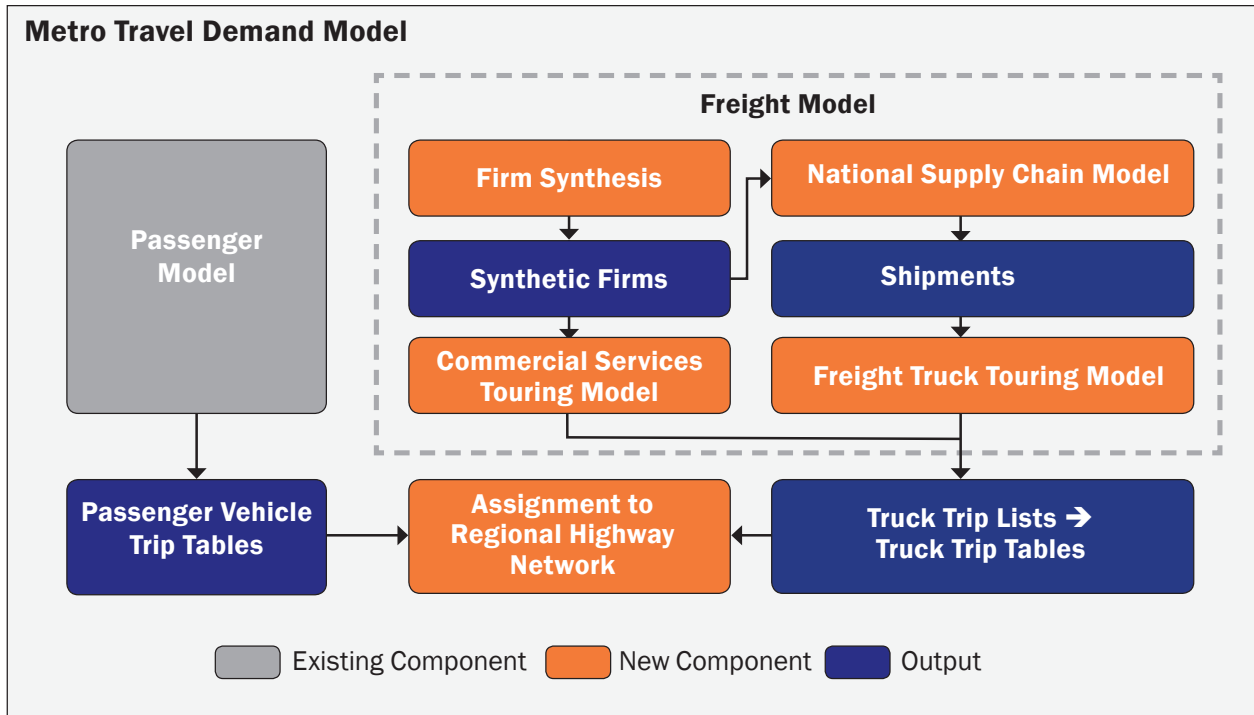 Metro Travel Demand Model
Freight Model
Passenger
Model
Firm Synthesis
National Supply Chain Model
Synthetic Firms
Shipments
Commercial Services
Touring Model
Freight Truck Touring Model
Passenger Vehicle
Trip Tables
Assignment to
Regional Highway
Network
Truck Trip Lists →
Truck Trip Tables
Existing Component
New Component
Output